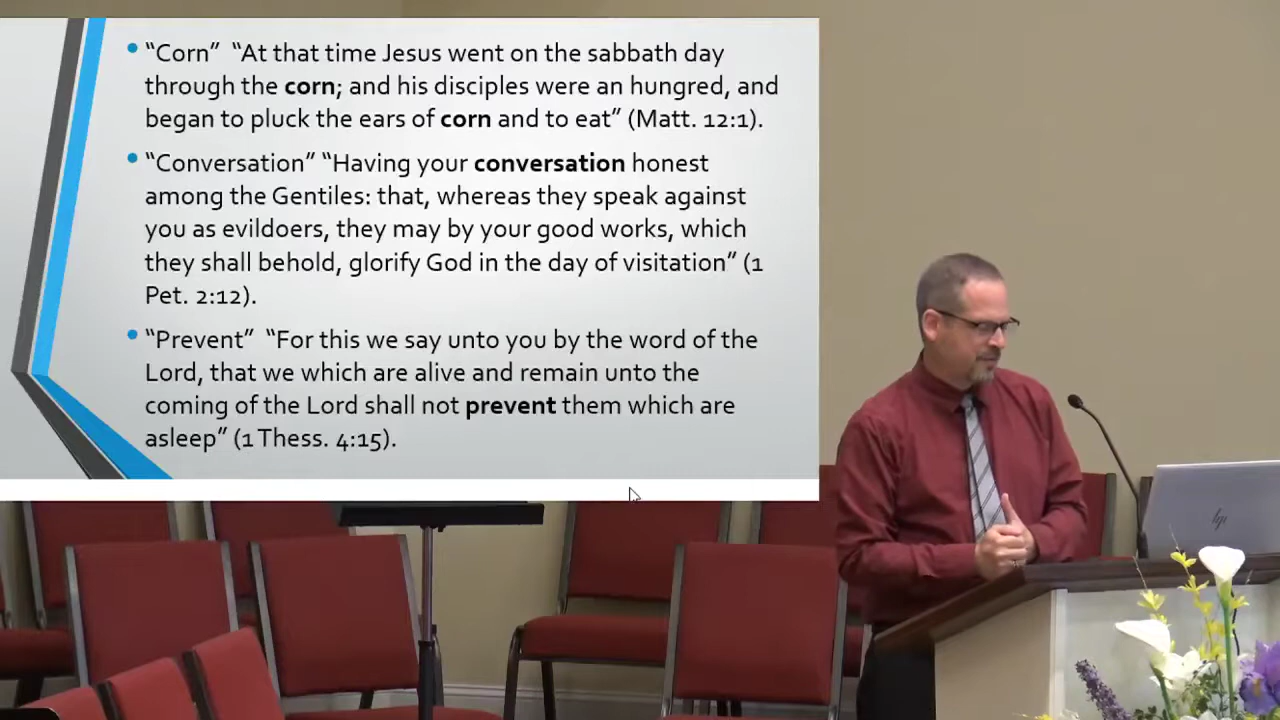 “Corn” “At that time Jesus went on the sabbath day
through the corn; and his disciples were an hungred, and
began to pluck the ears of corn and to eat” (Matt. 12:1).
“Conversation” “Having your conversation honest
among the Gentiles: that, whereas they speak against
you as evildoers, they may by your good works, which
they shall behold, glorify God in the day of visitation” (1
Pet. 2:12).
“Prevent” “For this we say unto you by the word of the
Lord, that we which are alive and remain unto the
coming of the Lord shall not prevent them which are
asleep” (1 Thess. 4:15).
hp